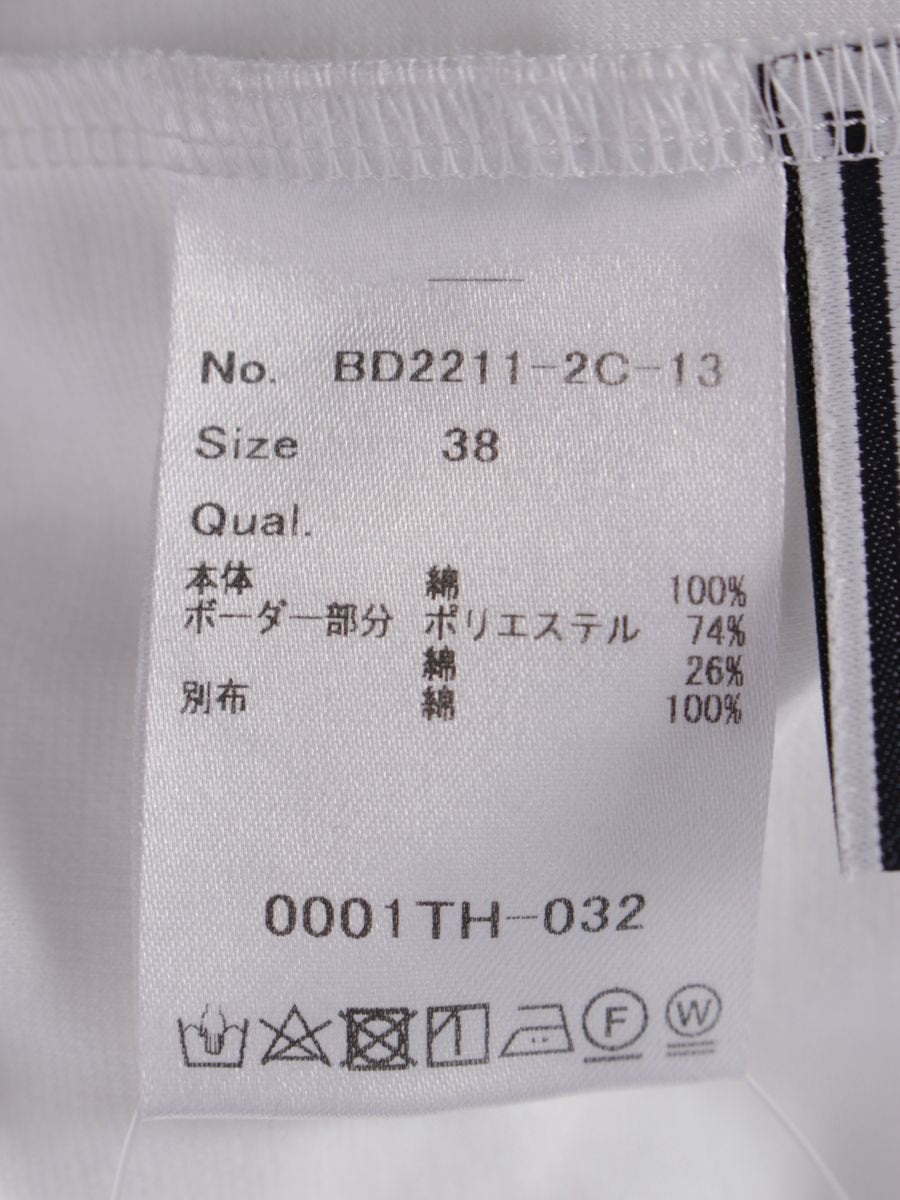 No. BD2211-2C-13
Size 38
Qual.
本体 綿 100%
ボーダー部分 ポリエステル 74%
綿 26%
別布 綿 100%
0001TH-032
F W